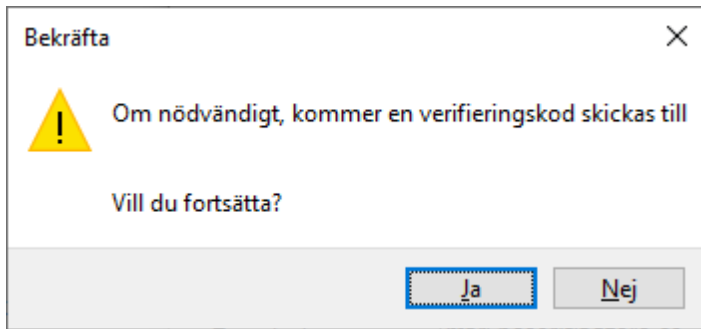 Bekräfta
Om nödvändigt, kommer en verifieringskod skickas till
Vill du fortsätta?
Ja
Nej